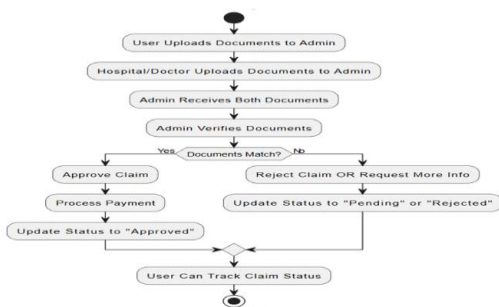 User Uploads Documents to Admin
Hospital/Doctor Uploads Documents to Admin
Admin Receives Both Documents
Admin Verifies Documents
Yes
Documents Match?
No
Approve Claim
Reject Claim OR Request More Info
Process Payment
Update Status to "Pending" or "Rejected"
Update Status to "Approved"
User Can Track Claim Status